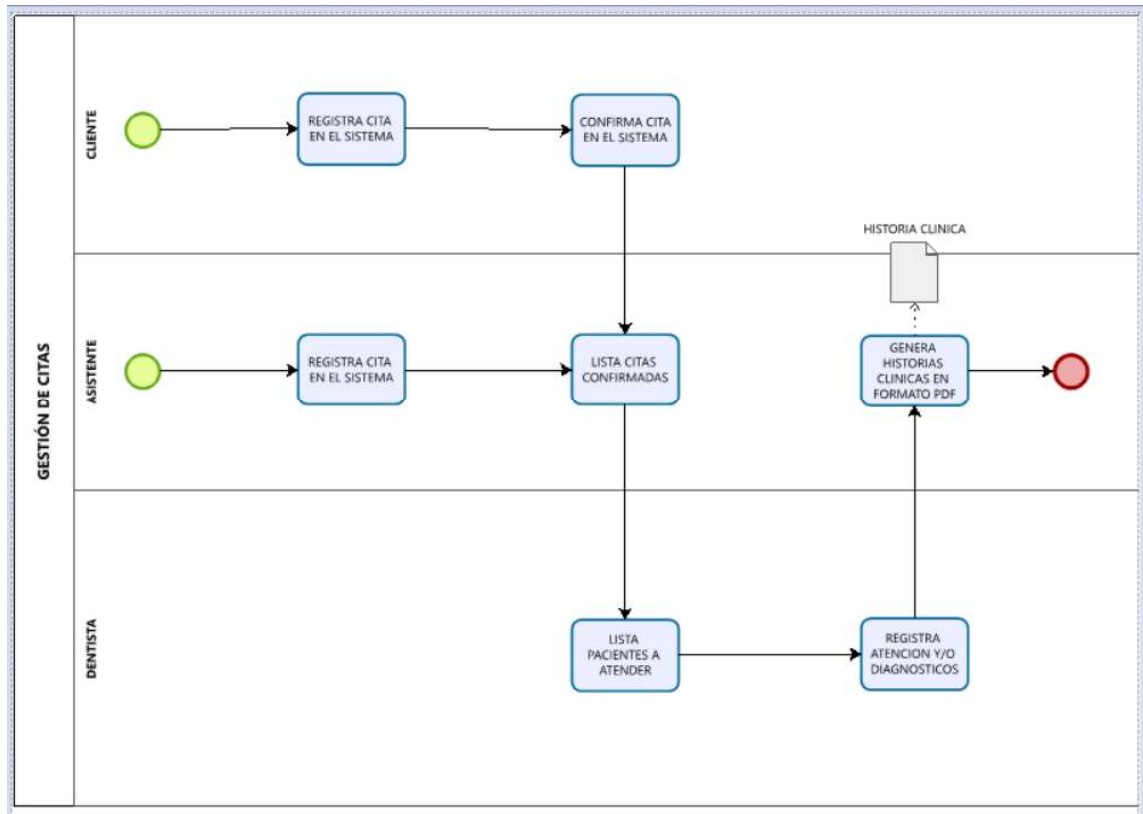 GESTIÓN DE CITAS
CLIENTE
REGISTRA CITA
EN EL SISTEMA
CONFIRMA CITA
EN EL SISTEMA
HISTORIA CLINICA
ASISTENTE
REGISTRA CITA
EN EL SISTEMA
LISTA CITAS
CONFIRMADAS
GENERA
HISTORIAS
CLINICAS EN
FORMATO PDF
DENTISTA
LISTA
PACIENTES A
ATENDER
REGISTRA
ATENCION Y/O
DIAGNOSTICOS